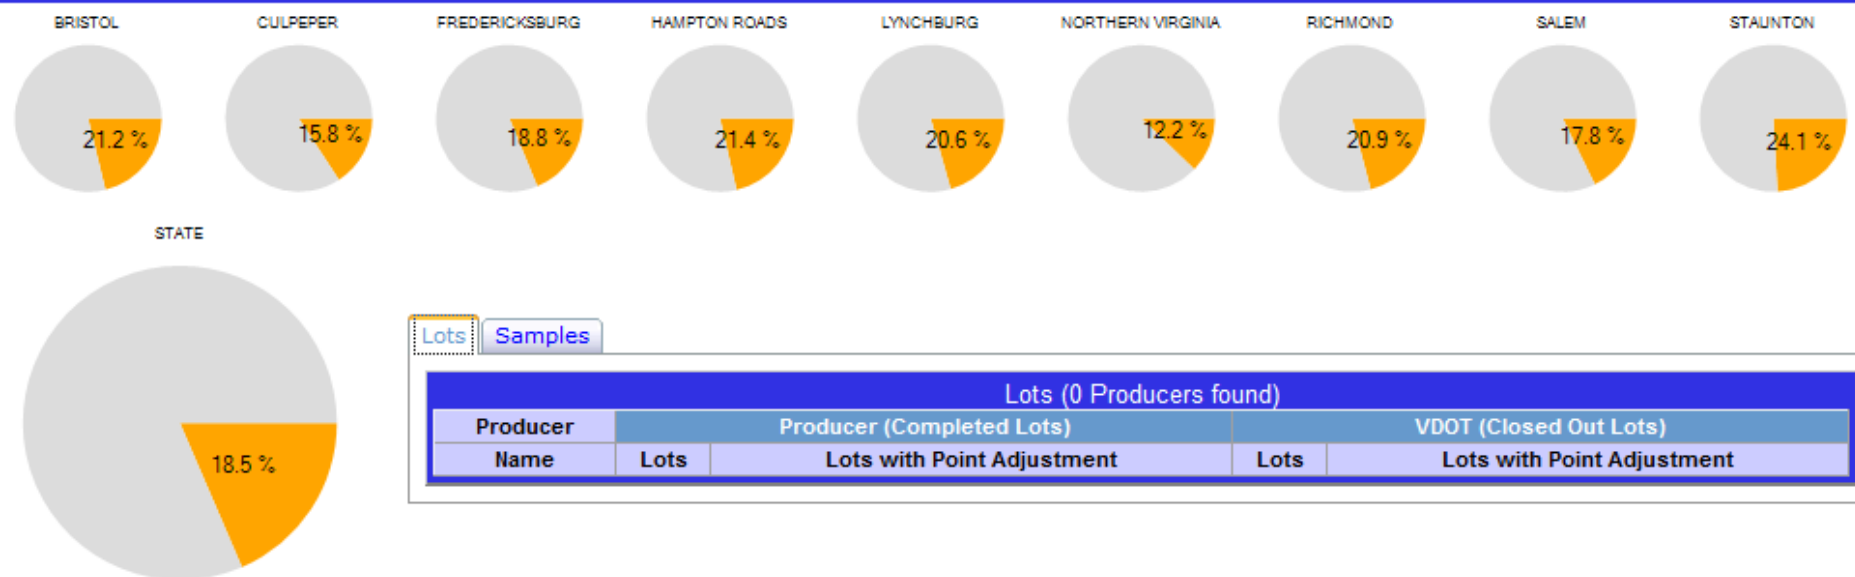 BRISTOL CULPEPER FREDERICKSBURG HAMPTON ROADS LYNCHBURG NORTHERN VIRGINIA RICHMOND SALEM STAUNTON
21.2 % 15.8 % 18.8 % 21.4 % 20.6 % 12.2 % 20.9 % 17.8 % 24.1 %
STATE
18.5 %
Lots Samples
Lots (0 Producers found)
Producer Producer (Completed Lots) VDOT (Closed Out Lots)
Name Lots Lots with Point Adjustment Lots Lots with Point Adjustment